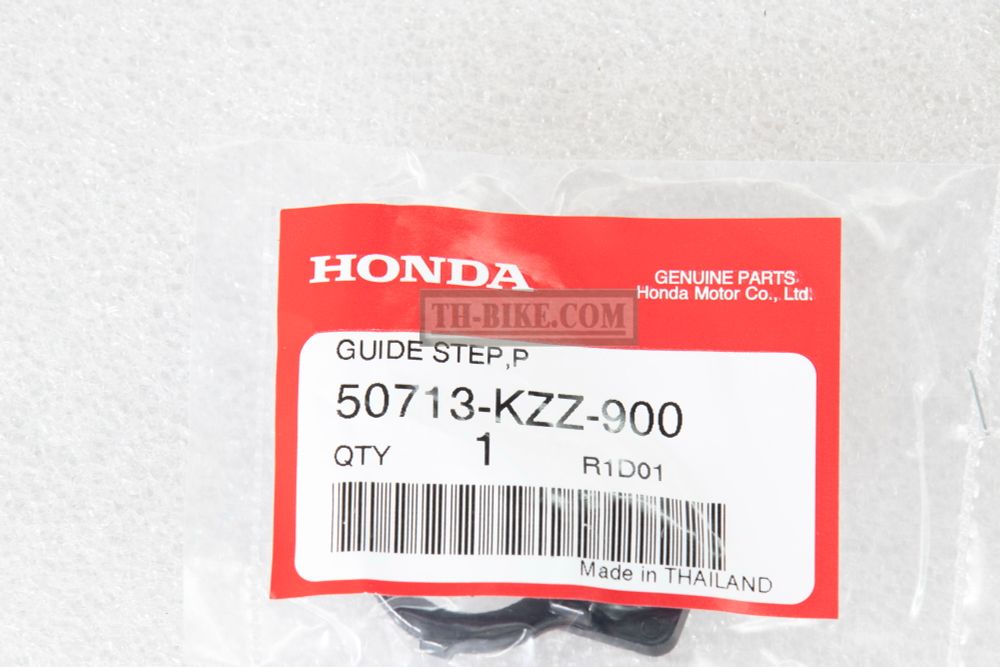 HONDA
GENUINE PARTS
Honda Motor Co., Ltd.
TH-BIKE.COM
GUIDE STEP,P
50713-KZZ-900
QTY 1 R1D01
Made in THAILAND